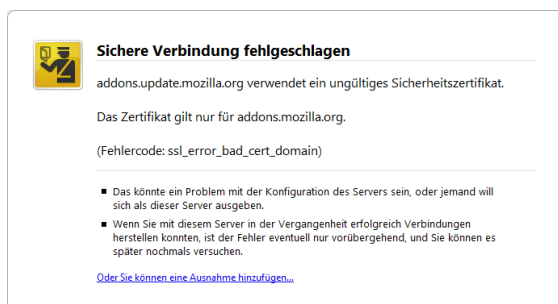 Sichere Verbindung fehlgeschlagen
addons.update.mozilla.org verwendet ein ungültiges Sicherheitszertifikat.
Das Zertifikat gilt nur für addons.mozilla.org.
(Fehlercode: ssl_error_bad_cert_domain)
Das könnte ein Problem mit der Konfiguration des Servers sein, oder jemand will
sich als dieser Server ausgeben.
Wenn Sie mit diesem Server in der Vergangenheit erfolgreich Verbindungen
herstellen konnten, ist der Fehler eventuell nur vorübergehend, und Sie können es
später nochmals versuchen.
Oder Sie können eine Ausnahme hinzufügen...